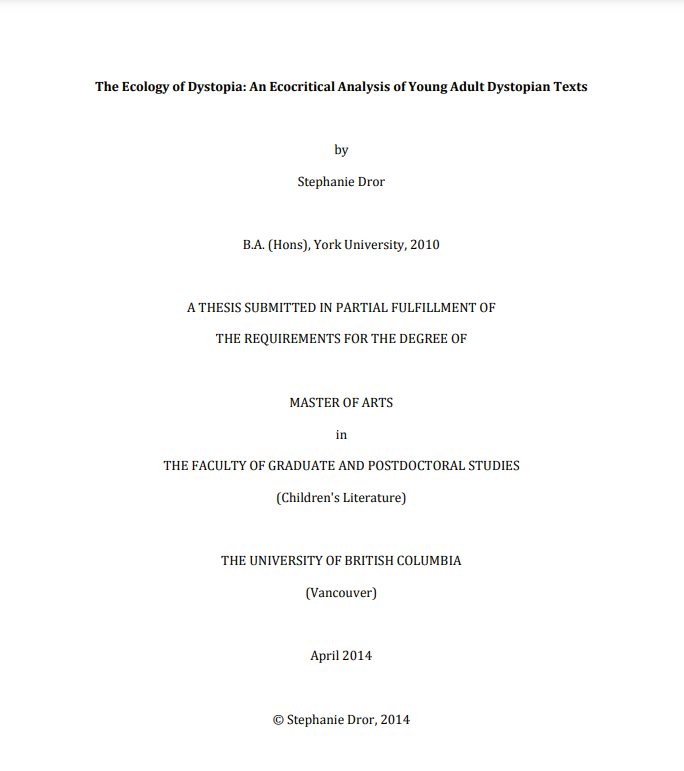 The Ecology of Dystopia: An Ecocritical Analysis of Young Adult Dystopian Texts
by
Stephanie Dror
B.A. (Hons), York University, 2010
A THESIS SUBMITTED IN PARTIAL FULFILLMENT OF
THE REQUIREMENTS FOR THE DEGREE OF
MASTER OF ARTS
in
THE FACULTY OF GRADUATE AND POSTDOCTORAL STUDIES
(Children's Literature)
THE UNIVERSITY OF BRITISH COLUMBIA
(Vancouver)
April 2014
© Stephanie Dror, 2014